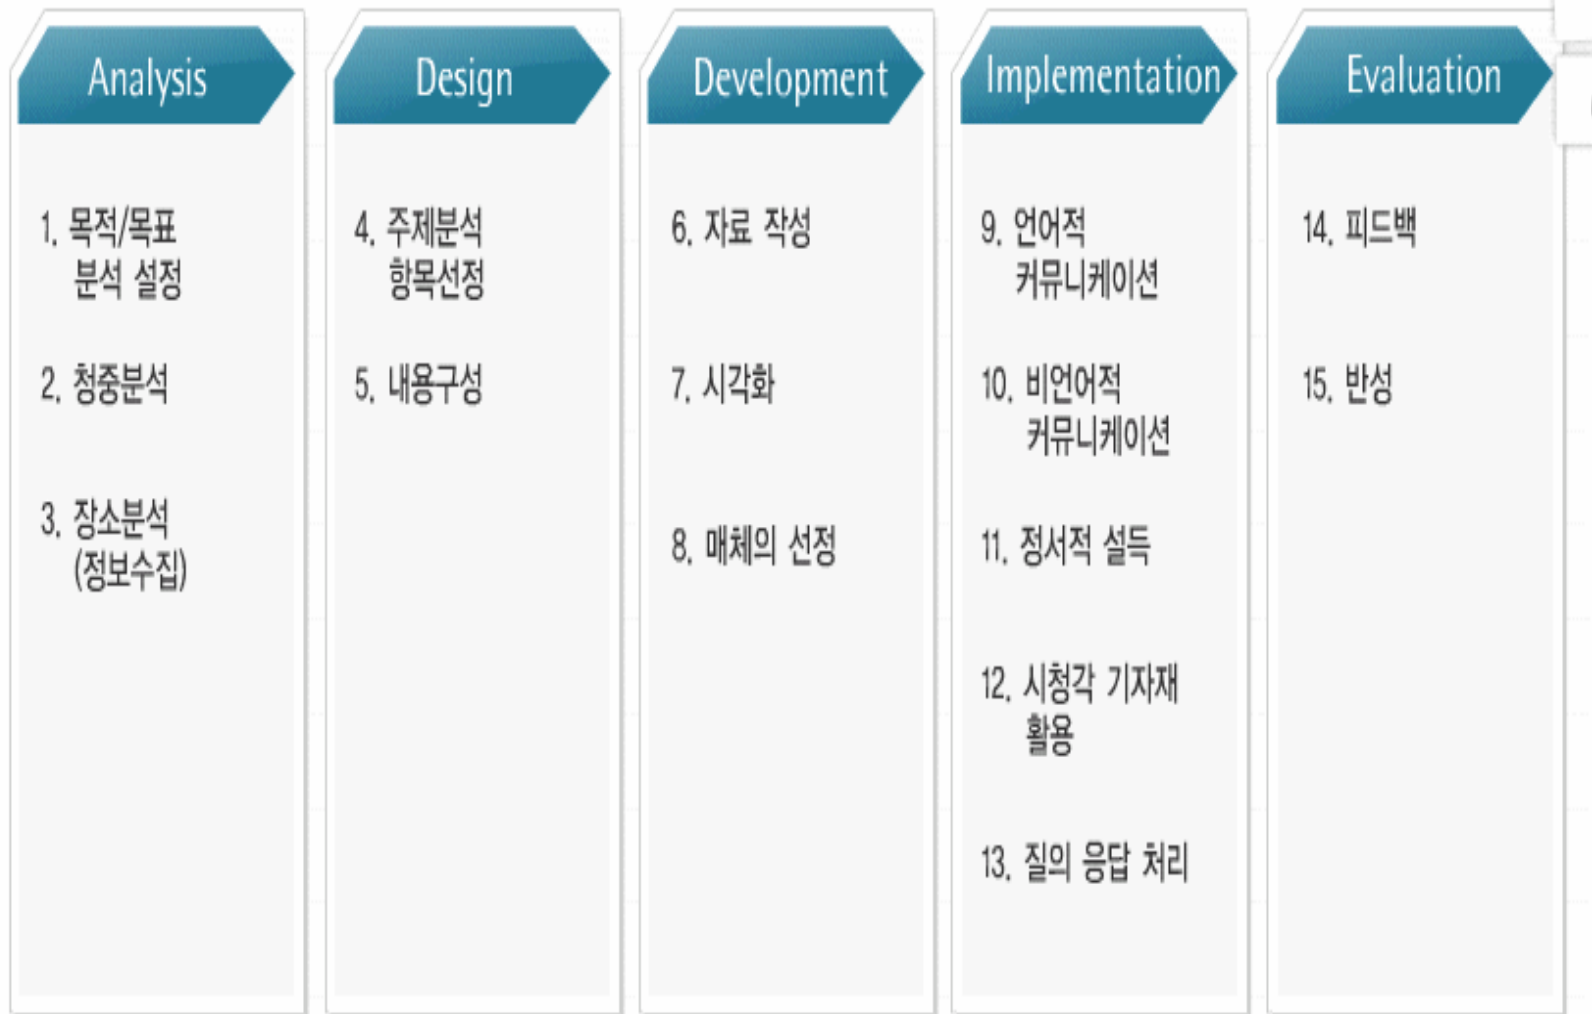 Analysis
1. 목적/목표
분석 설정
2. 청중분석
3. 장소분석
(정보수집)
Design
4. 주제분석
항목선정
5. 내용구성
Development
6. 자료 작성
7. 시각화
8. 매체의 선정
Implementation
9. 언어적
커뮤니케이션
10. 비언어적
커뮤니케이션
11. 정서적 설득
12. 시청각 기자재
활용
13. 질의 응답 처리
Evaluation
14. 피드백
15. 반성